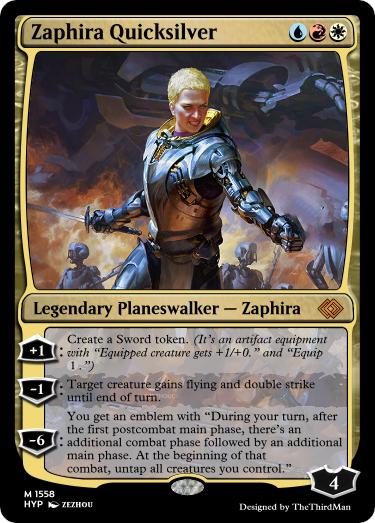 Zaphira Quicksilver
Legendary Planeswalker — Zaphira
+1: Create a Sword token. (It's an artifact equipment
with "Equipped creature gets +1/+0." and "Equip
1 .")
-1: Target creature gains flying and double strike
until end of turn.
You get an emblem with "During your turn, after
the first postcombat main phase, there's an
-6: additional combat phase followed by an additional
main phase. At the beginning of that
combat, untap all creatures you control."
4
M 1558
HYP ZEZHOU
Designed by TheThirdMan